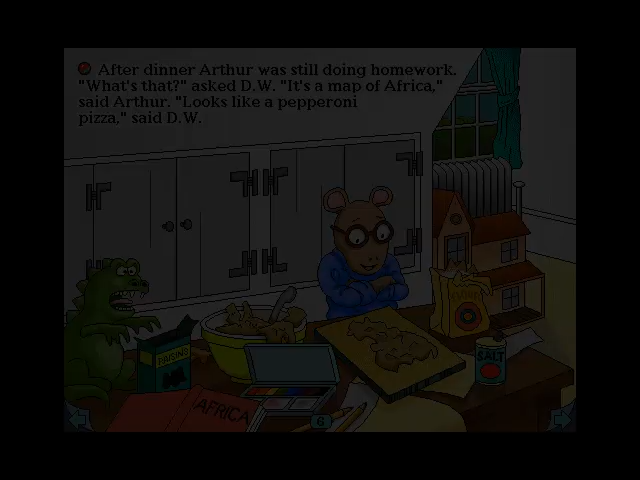 After dinner Arthur was still doing homework.
"What's that?" asked D.W. "It's a map of Africa,"
said Arthur. "Looks like a pepperoni
pizza," said D.W.
RAISINS
SALT
AFRICA
6